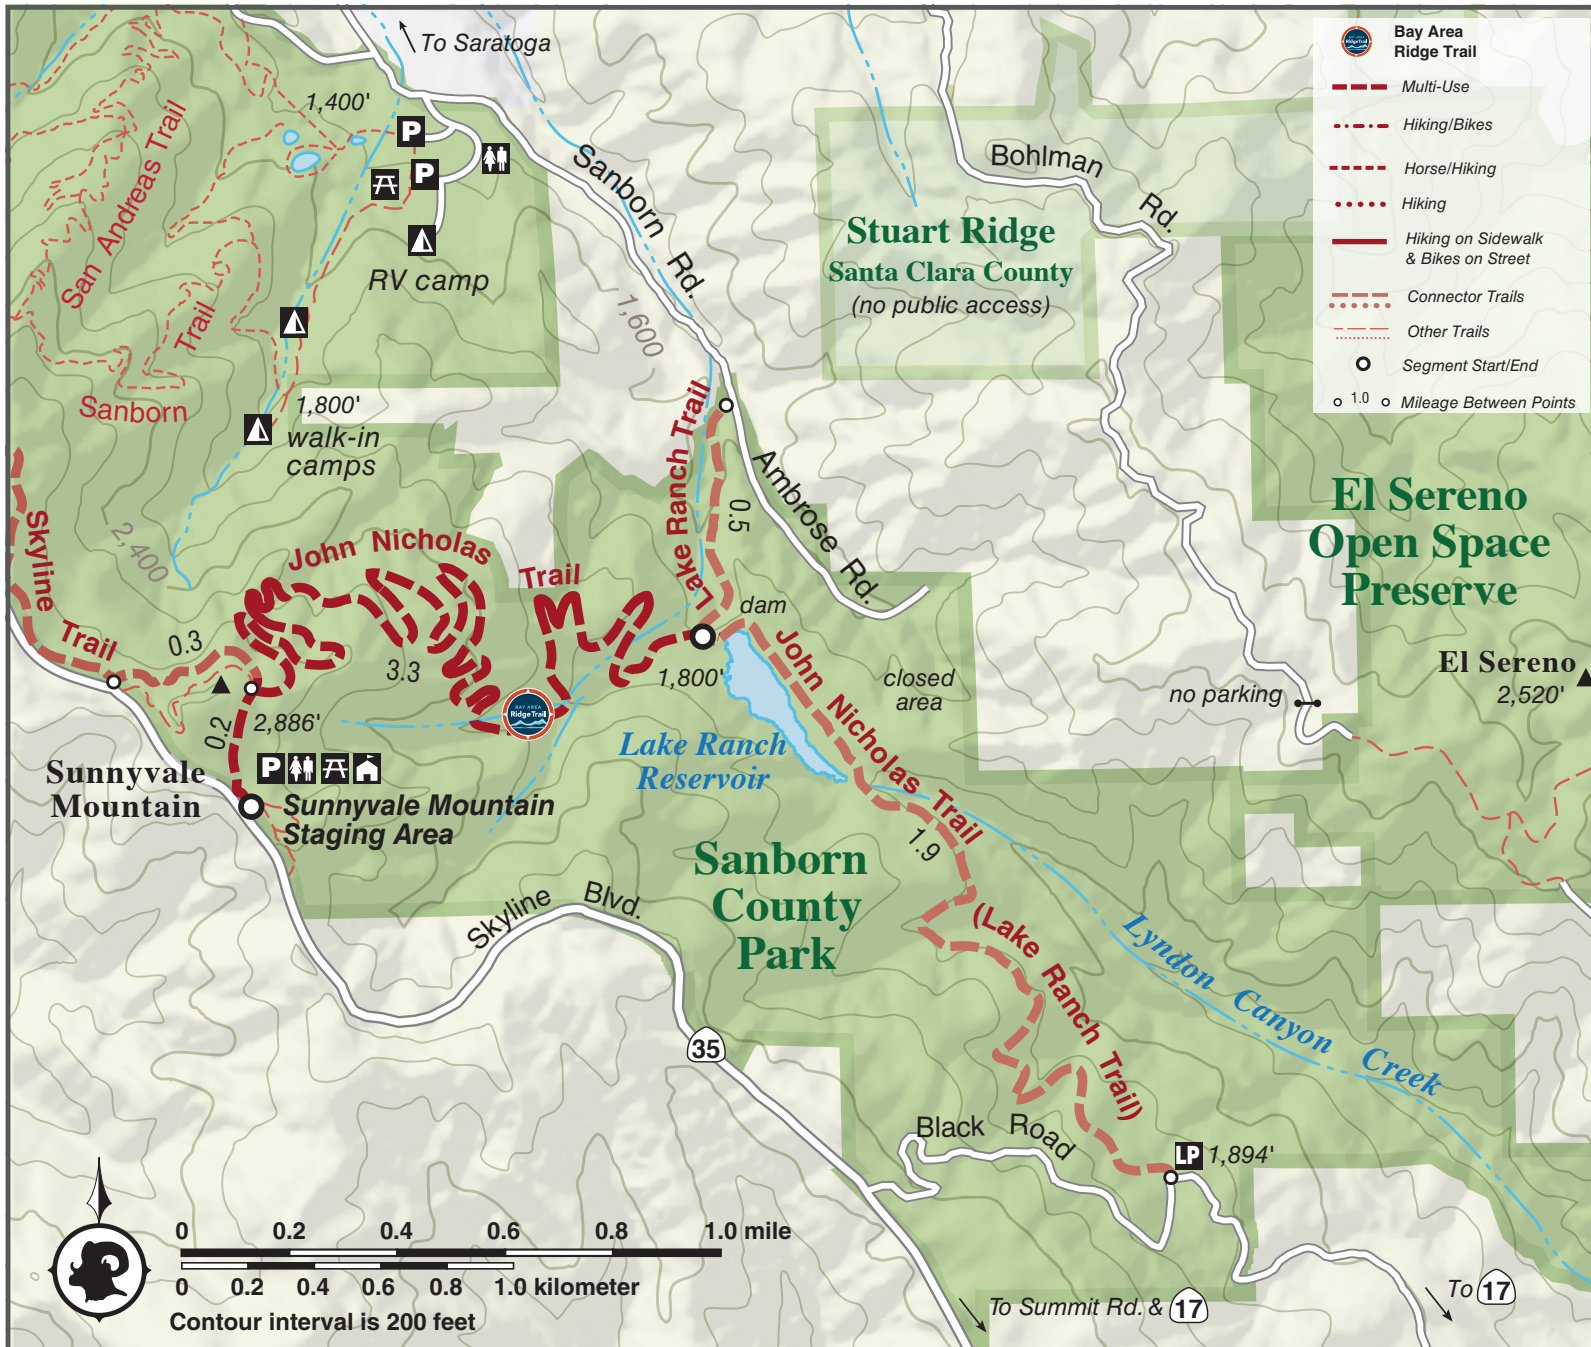 To Saratoga
1,400'
P
P
San Andreas Trail
Sanborn Rd.
RV camp
Sanborn
Trail
1,800'
walk-in
camps
2,400
1,600
Bohlman Rd.
Stuart Ridge
Santa Clara County
(no public access)
Bay Area
Ridge Trail
Multi-Use
Hiking/Bikes
Horse/Hiking
Hiking
Hiking on Sidewalk
& Bikes on Street
Connector Trails
Other Trails
Segment Start/End
1.0
Mileage Between Points
El Sereno
Open Space
Preserve
El Sereno
2,520'
no parking
Lake Ranch Trail
0.5
Ambrose Rd.
Skyline
Trail
0.3
John Nicholas
Trail
3.3
dam
1,800'
closed
area
BAY AREA
Ridge Trail
0.2
2,886'
P
Sunnyvale
Mountain
Sunnyvale Mountain
Staging Area
Lake Ranch
Reservoir
John Nicholas Trail
1.9
(Lake Ranch Trail)
Sanborn
County
Park
Skyline Blvd.
35
Lyndon Canyon Creek
Black Road
LP
1,894'
0 0.2 0.4 0.6 0.8 1.0 mile
0 0.2 0.4 0.6 0.8 1.0 kilometer
Contour interval is 200 feet
To Summit Rd. & 17
To 17